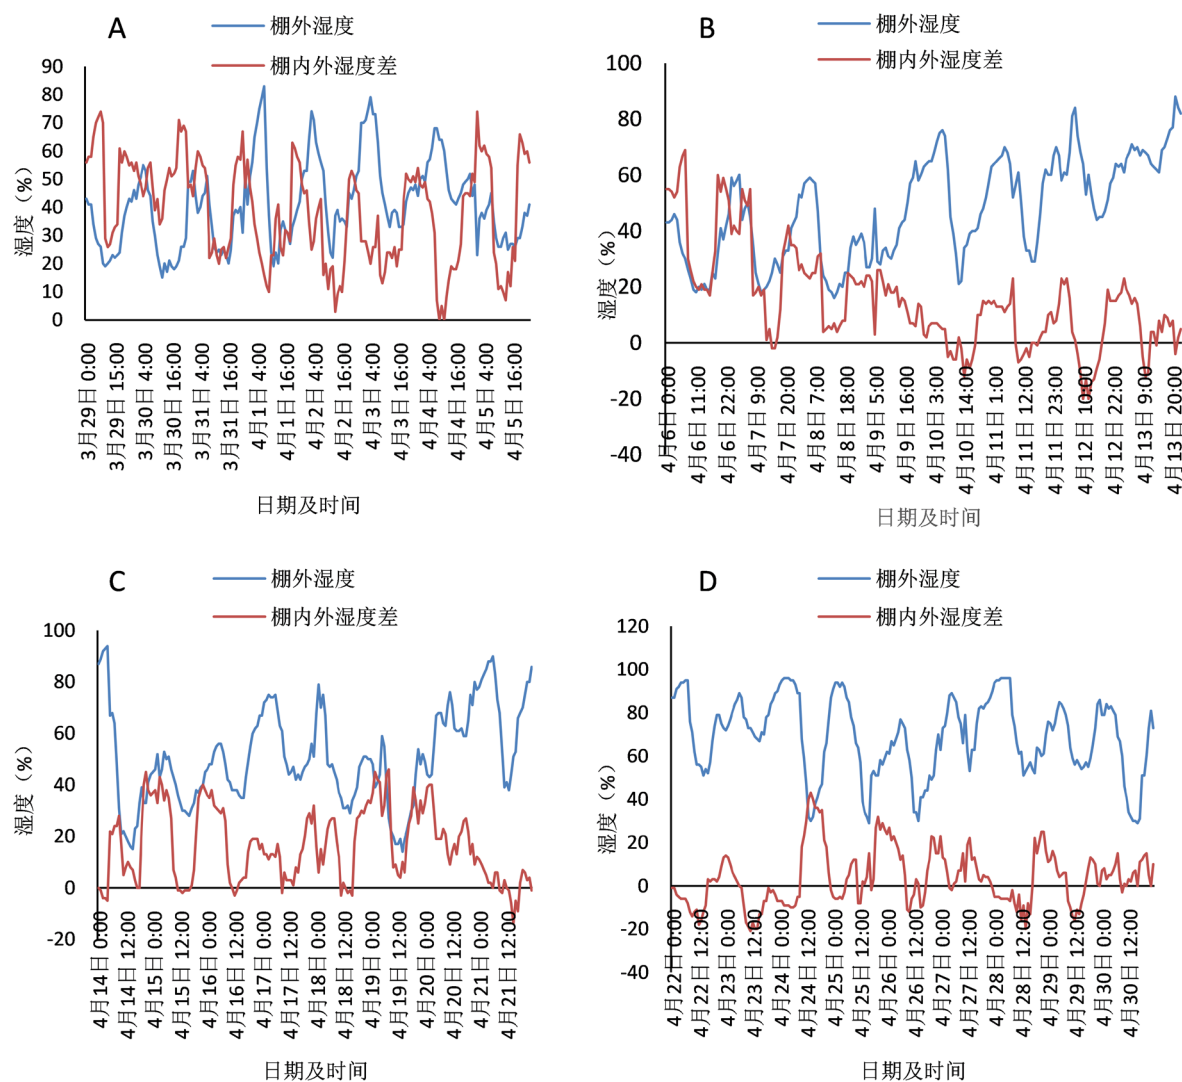 A
棚外湿度
棚内外湿度差
90
80
70
60
50
40
30
20
10
0
湿度（%）
3月29日 0:00
3月29日 15:00
3月30日 4:00
3月30日 16:00
3月31日 4:00
3月31日 16:00
4月1日 4:00
4月1日 16:00
4月2日 4:00
4月2日 16:00
4月3日 4:00
4月3日 16:00
4月4日 4:00
4月4日 16:00
4月5日 4:00
4月5日 16:00
日期及时间
B
棚外湿度
棚内外湿度差
100
80
60
40
20
0
-20
-40
湿度（%）
4月6日 0:00
4月6日 11:00
4月6日 22:00
4月7日 9:00
4月7日 20:00
4月8日 7:00
4月8日 18:00
4月9日 5:00
4月9日 16:00
4月10日 3:00
4月10日 14:00
4月11日 1:00
4月11日 12:00
4月11日 23:00
4月12日 10:00
4月12日 22:00
4月13日 9:00
4月13日 20:00
日期及时间
C
棚外湿度
棚内外湿度差
100
80
60
40
20
0
-20
湿度（%）
4月14日 0:00
4月14日 12:00
4月15日 0:00
4月15日 12:00
4月16日 0:00
4月16日 12:00
4月17日 0:00
4月17日 12:00
4月18日 0:00
4月18日 12:00
4月19日 0:00
4月19日 12:00
4月20日 0:00
4月20日 12:00
4月21日 0:00
4月21日 12:00
日期及时间
D
棚外湿度
棚内外湿度差
120
100
80
60
40
20
0
-20
-40
湿度（%）
4月22日 0:00
4月22日 12:00
4月23日 0:00
4月23日 12:00
4月24日 0:00
4月24日 12:00
4月25日 0:00
4月25日 12:00
4月26日 0:00
4月26日 12:00
4月27日 0:00
4月27日 12:00
4月28日 0:00
4月28日 12:00
4月29日 0:00
4月29日 12:00
4月30日 0:00
4月30日 12:00
日期及时间